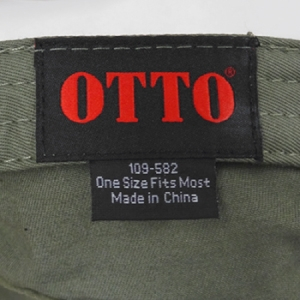 OTTO®
109-582
One Size Fits Most
Made in China